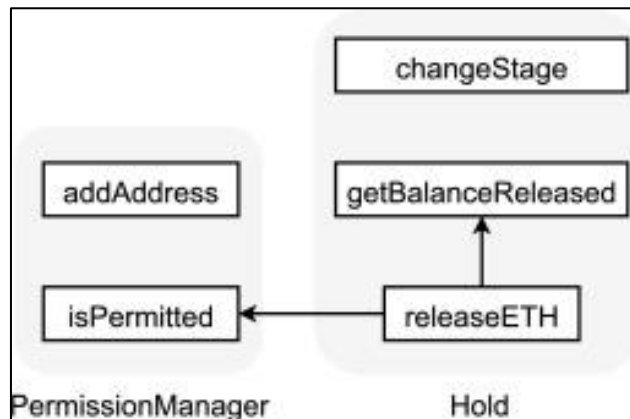 changeStage
addAddress
getBalanceReleased
isPermitted
releaseETH
PermissionManager
Hold